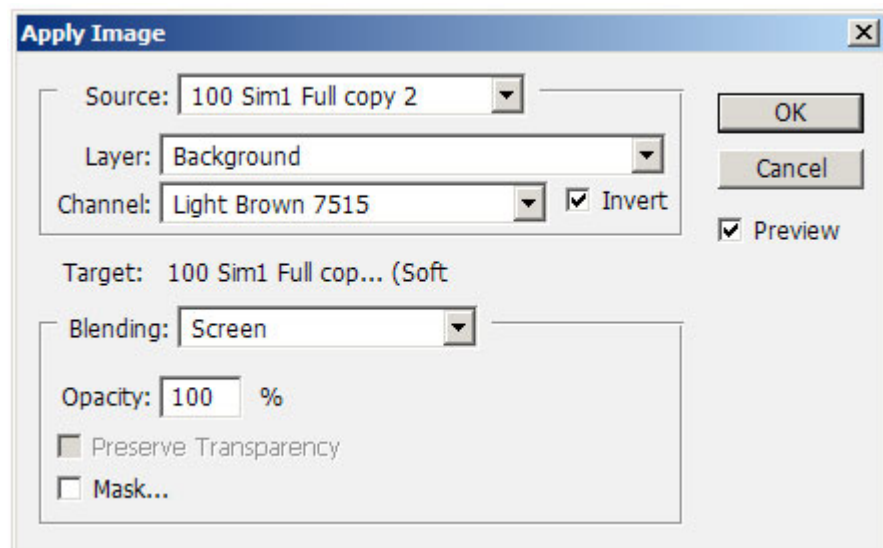 Apply Image
Source: 100 Sim1 Full copy 2
OK
Layer: Background
Cancel
Channel: Light Brown 7515
Invert
Preview
Target: 100 Sim1 Full cop... (Soft
Blending: Screen
Opacity: 100 %
Preserve Transparency
Mask...